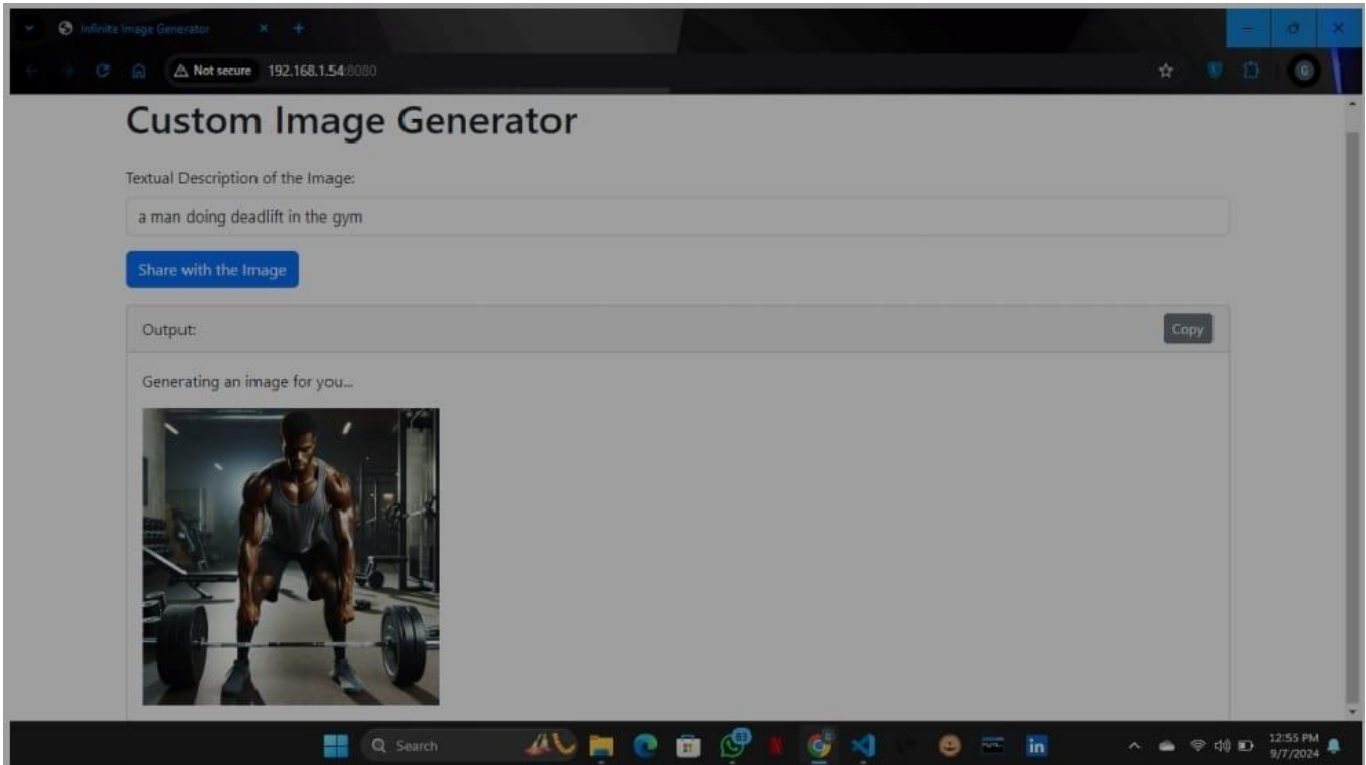 Infinite Image Generator
Not secure 192.168.1.54:8080
G
Custom Image Generator
Textual Description of the Image:
a man doing deadlift in the gym
Share with the Image
Output:
Copy
Generating an image for you...
Search
63
in
12:55 PM
9/7/2024